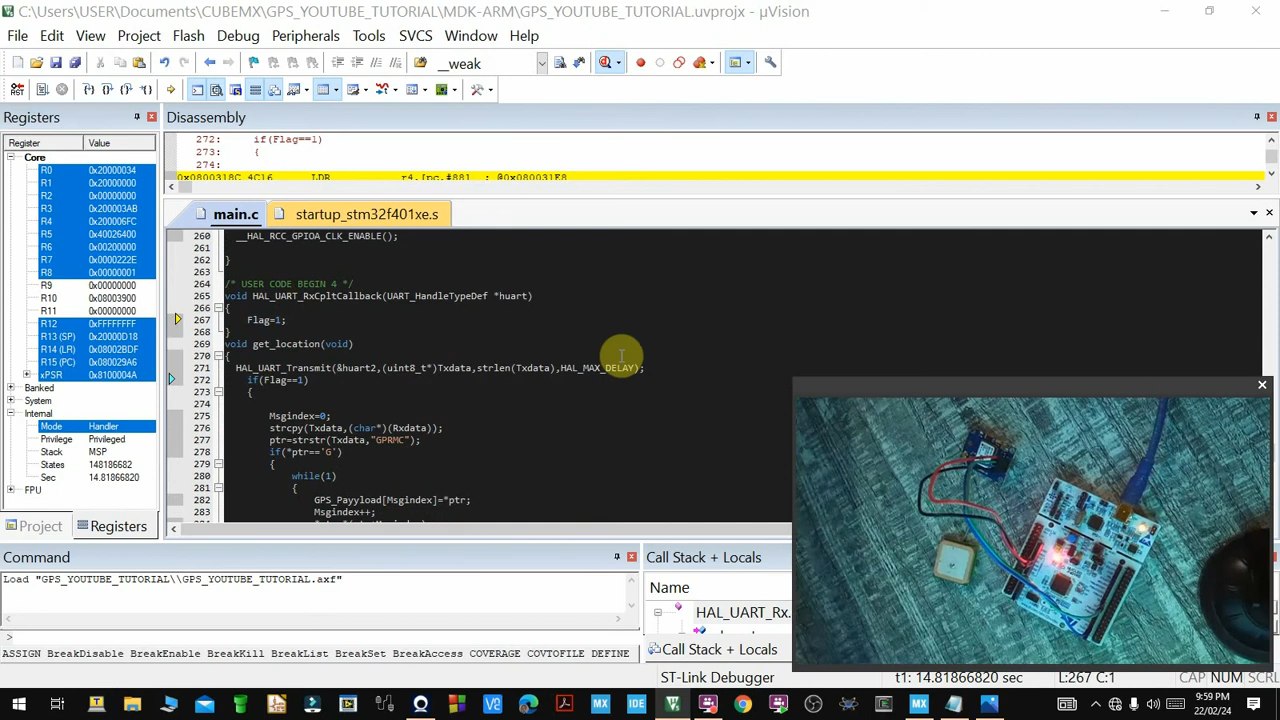 C:\Users\USER\Documents\CUBEMX\GPS_YOUTUBE_TUTORIAL\MDK-ARM\GPS_YOUTUBE_TUTORIAL.uvprojx - µVision
File Edit View Project Flash Debug Peripherals Tools SVCS Window Help
__weak
Registers
Register Value
Core
R0 0x20000034
R1 0x20000000
R2 0x00000000
R3 0x200003AB
R4 0x200006FC
R5 0x40026400
R6 0x00200000
R7 0x0000222E
R8 0x00000001
R9 0x00000000
R10 0x08003900
R11 0x00000000
R12 0xFFFFFFFF
R13 (SP) 0x20000D18
R14 (LR) 0x08002BDF
R15 (PC) 0x080029A6
xPSR 0x8100004A
Banked
System
Internal
Mode Handler
Privilege Privileged
Stack MSP
States 148186682
Sec 14.81866820
FPU
Project Registers
Disassembly
272: if(Flag==1)
273: {
274:
0x0800318C 4C16 LDR r4,[pc,#88] ; @0x080031E8
main.c startup_stm32f401xe.s
260 __HAL_RCC_GPIOA_CLK_ENABLE();
261
262 }
263
264 /* USER CODE BEGIN 4 */
265 void HAL_UART_RxCpltCallback(UART_HandleTypeDef *huart)
266 {
267 Flag=1;
268 }
269 void get_location(void)
270 {
271 HAL_UART_Transmit(&huart2,(uint8_t*)Txdata,strlen(Txdata),HAL_MAX_DELAY);
272 if(Flag==1)
273 {
274
275 Msgindex=0;
276 strcpy(Txdata,(char*)(Rxdata));
277 ptr=strstr(Txdata,"GPRMC");
278 if(*ptr=='G')
279 {
280 while(1)
281 {
282 GPS_Payyload[Msgindex]=*ptr;
283 Msgindex++;
Command
Load "GPS_YOUTUBE_TUTORIAL\\GPS_YOUTUBE_TUTORIAL.axf"
>
ASSIGN BreakDisable BreakEnable BreakKill BreakList BreakSet BreakAccess COVERAGE COVTOFILE DEFINE
Call Stack + Locals
Name
HAL_UART_Rx.
Call Stack + Locals
ST-Link Debugger t1: 14.81866820 sec L:267 C:1 CAP NUM SCRL
9:59 PM
22/02/24